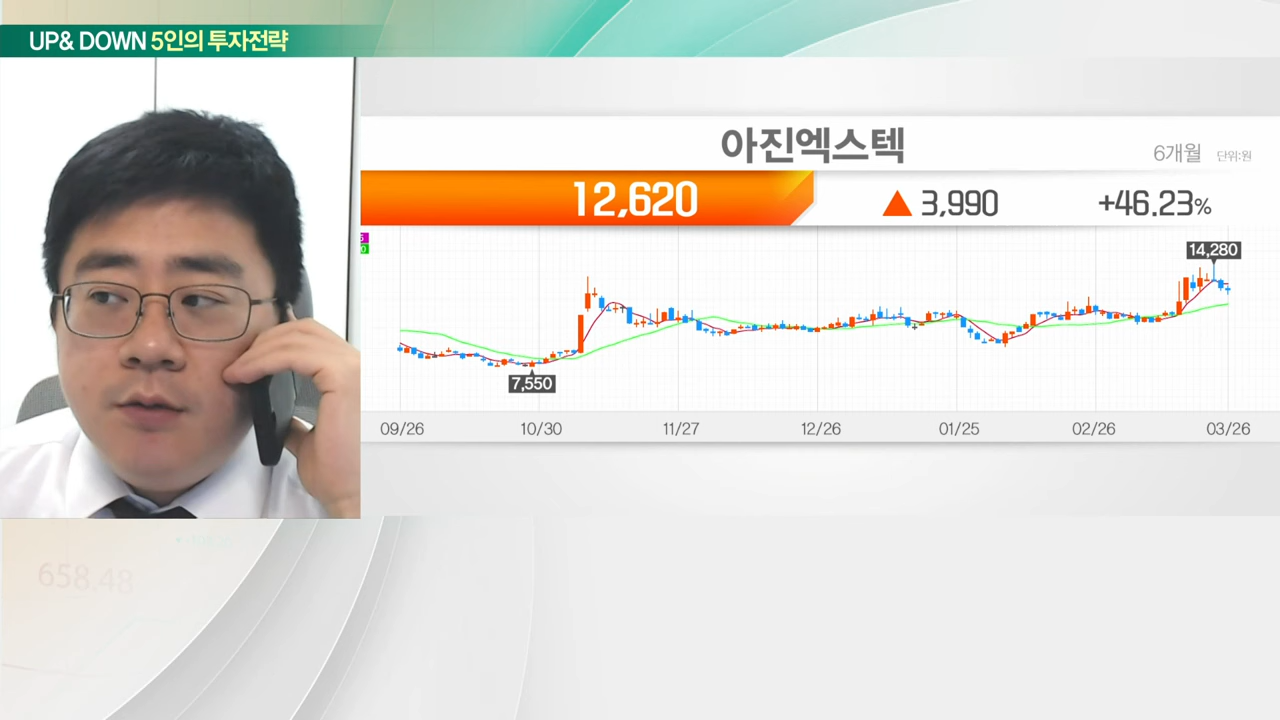 UP& DOWN 5인의 투자전략
아진엑스텍
6개월 단위:원
12,620 ▲ 3,990 +46.23%
14,280
7,550
09/26 10/30 11/27 12/26 01/25 02/26 03/26
658.48